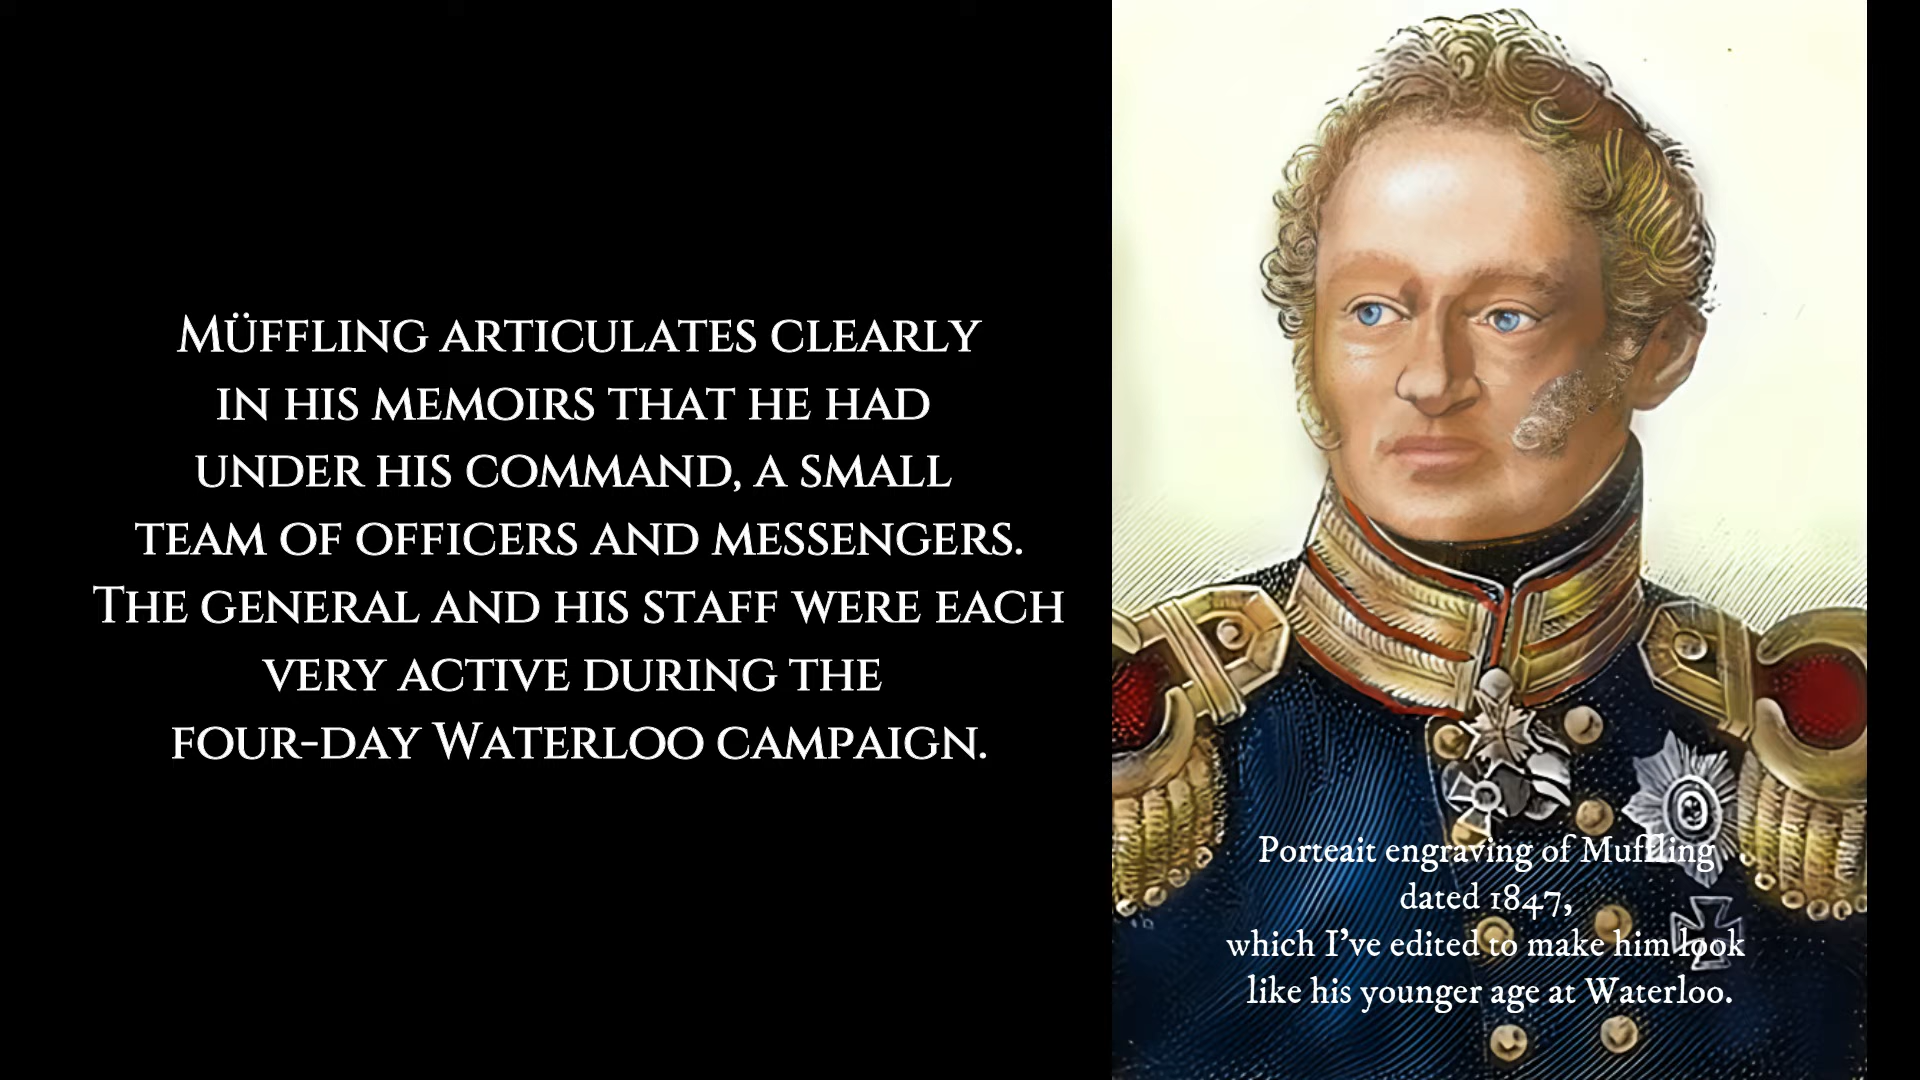 Müffling articulates clearly
in his memoirs that he had
under his command, a small
team of officers and messengers.
The general and his staff were each
very active during the
four-day Waterloo campaign.
Porteait engraving of Muffling
dated 1847,
which I've edited to make him look
like his younger age at Waterloo.